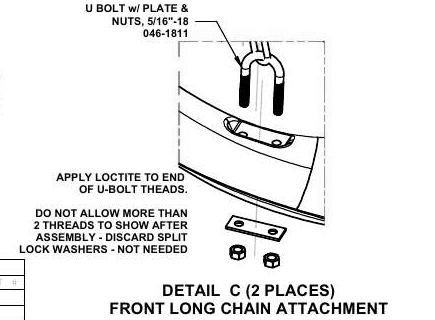 U BOLT w/ PLATE &
NUTS, 5/16"-18
046-1811
APPLY LOCTITE TO END
OF U-BOLT THEADS.
DO NOT ALLOW MORE THAN
2 THREADS TO SHOW AFTER
ASSEMBLY - DISCARD SPLIT
LOCK WASHERS - NOT NEEDED
DETAIL C (2 PLACES)
FRONT LONG CHAIN ATTACHMENT